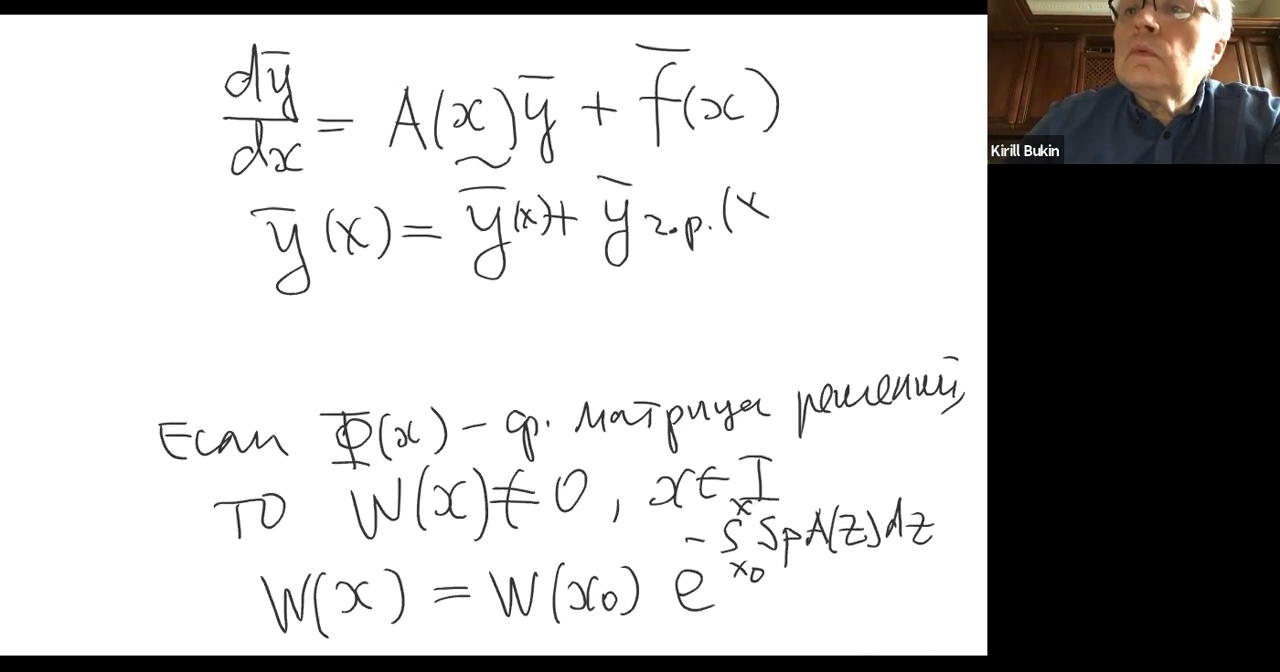 dȳ/dx = A(x)ȳ + f̄(x)
ȳ(x) = ȳ(x) + ȳ г.р. (x
Если Φ(x) – ф. матрица решений,
то W(x) ≠ 0, x ∈ I
W(x) = W(x₀) e^{-∫_{x₀}^{x} Sp A(z)dz}
Kirill Bukin